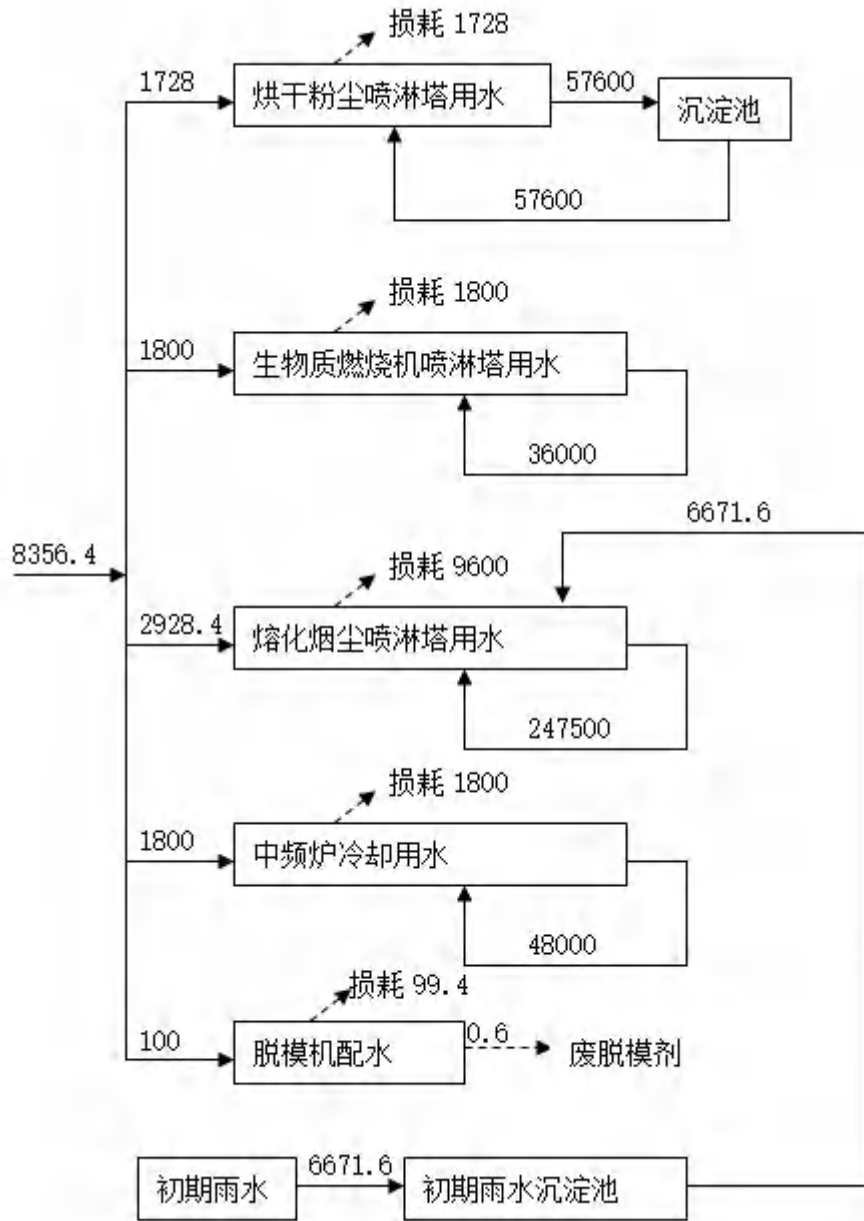 损耗 1728
1728
烘干粉尘喷淋塔用水
57600
沉淀池
57600
损耗 1800
1800
生物质燃烧机喷淋塔用水
36000
6671.6
8356.4
损耗 9600
2928.4
熔化烟尘喷淋塔用水
247500
损耗 1800
1800
中频炉冷却用水
48000
损耗 99.4
100
脱模机配水
0.6
废脱模剂
初期雨水
6671.6
初期雨水沉淀池